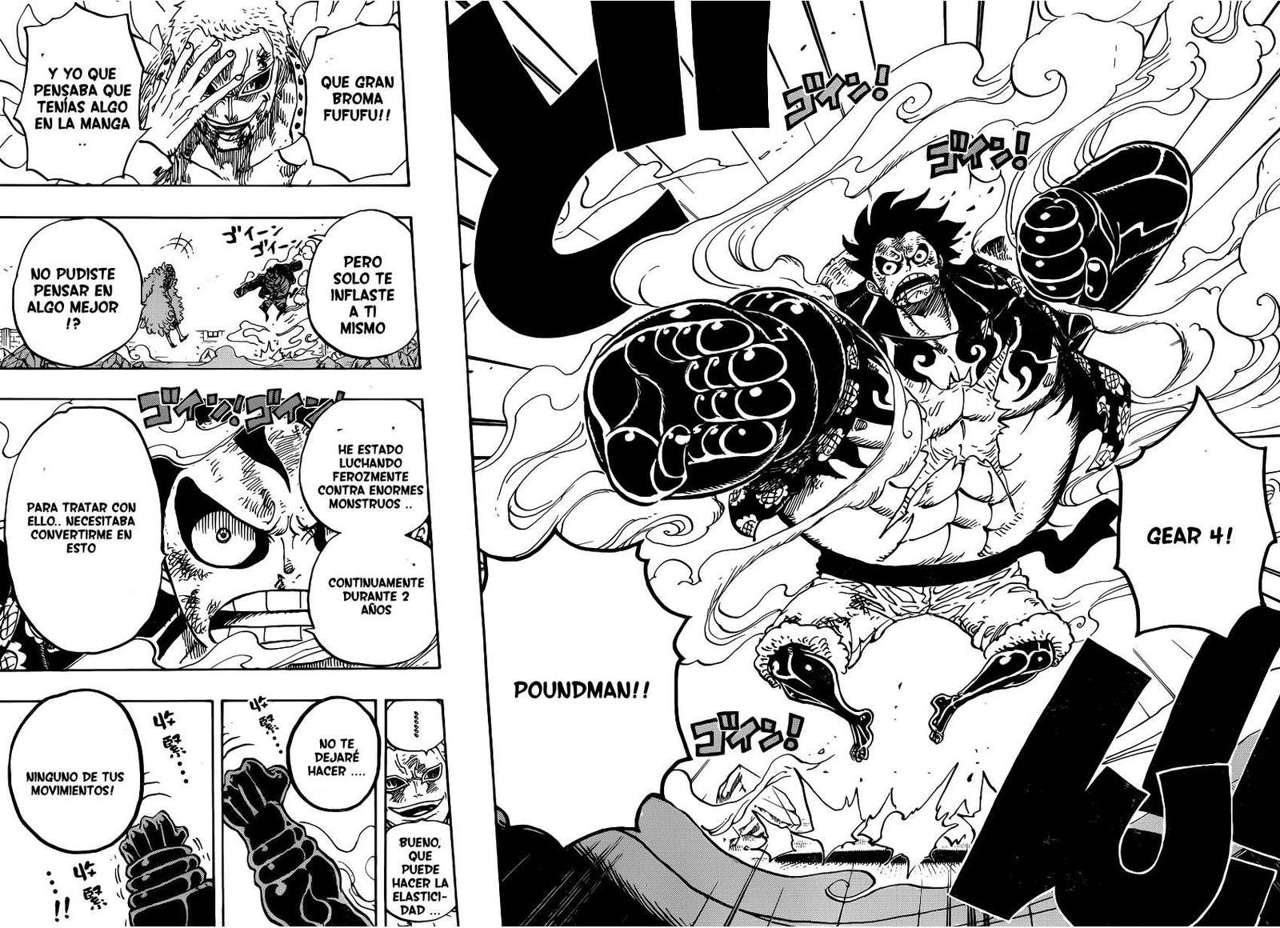 ゴイン!
ゴイン!
GEAR 4!
POUNDMAN!!
ゴイン!
QUE GRAN
BROMA
FUFUFU!!
Y YO QUE
PENSABA QUE
TENÍAS ALGO
EN LA MANGA
..
PERO
SOLO TE
INFLASTE
A TI
MISMO
ゴイーン
ゴイーン
NO PUDISTE
PENSAR EN
ALGO MEJOR
!?
ゴイン!ゴイン!
HE ESTADO
LUCHANDO
FEROZMENTE
CONTRA ENORMES
MONSTRUOS ..
CONTINUAMENTE
DURANTE 2
AÑOS
PARA TRATAR CON
ELLO.. NECESITABA
CONVERTIRME EN
ESTO
BUENO,
QUE
PUEDE
HACER LA
ELASTICI-
DAD ...
NO TE
DEJARÉ
HACER ....
NINGUNO DE TUS
MOVIMIENTOS!